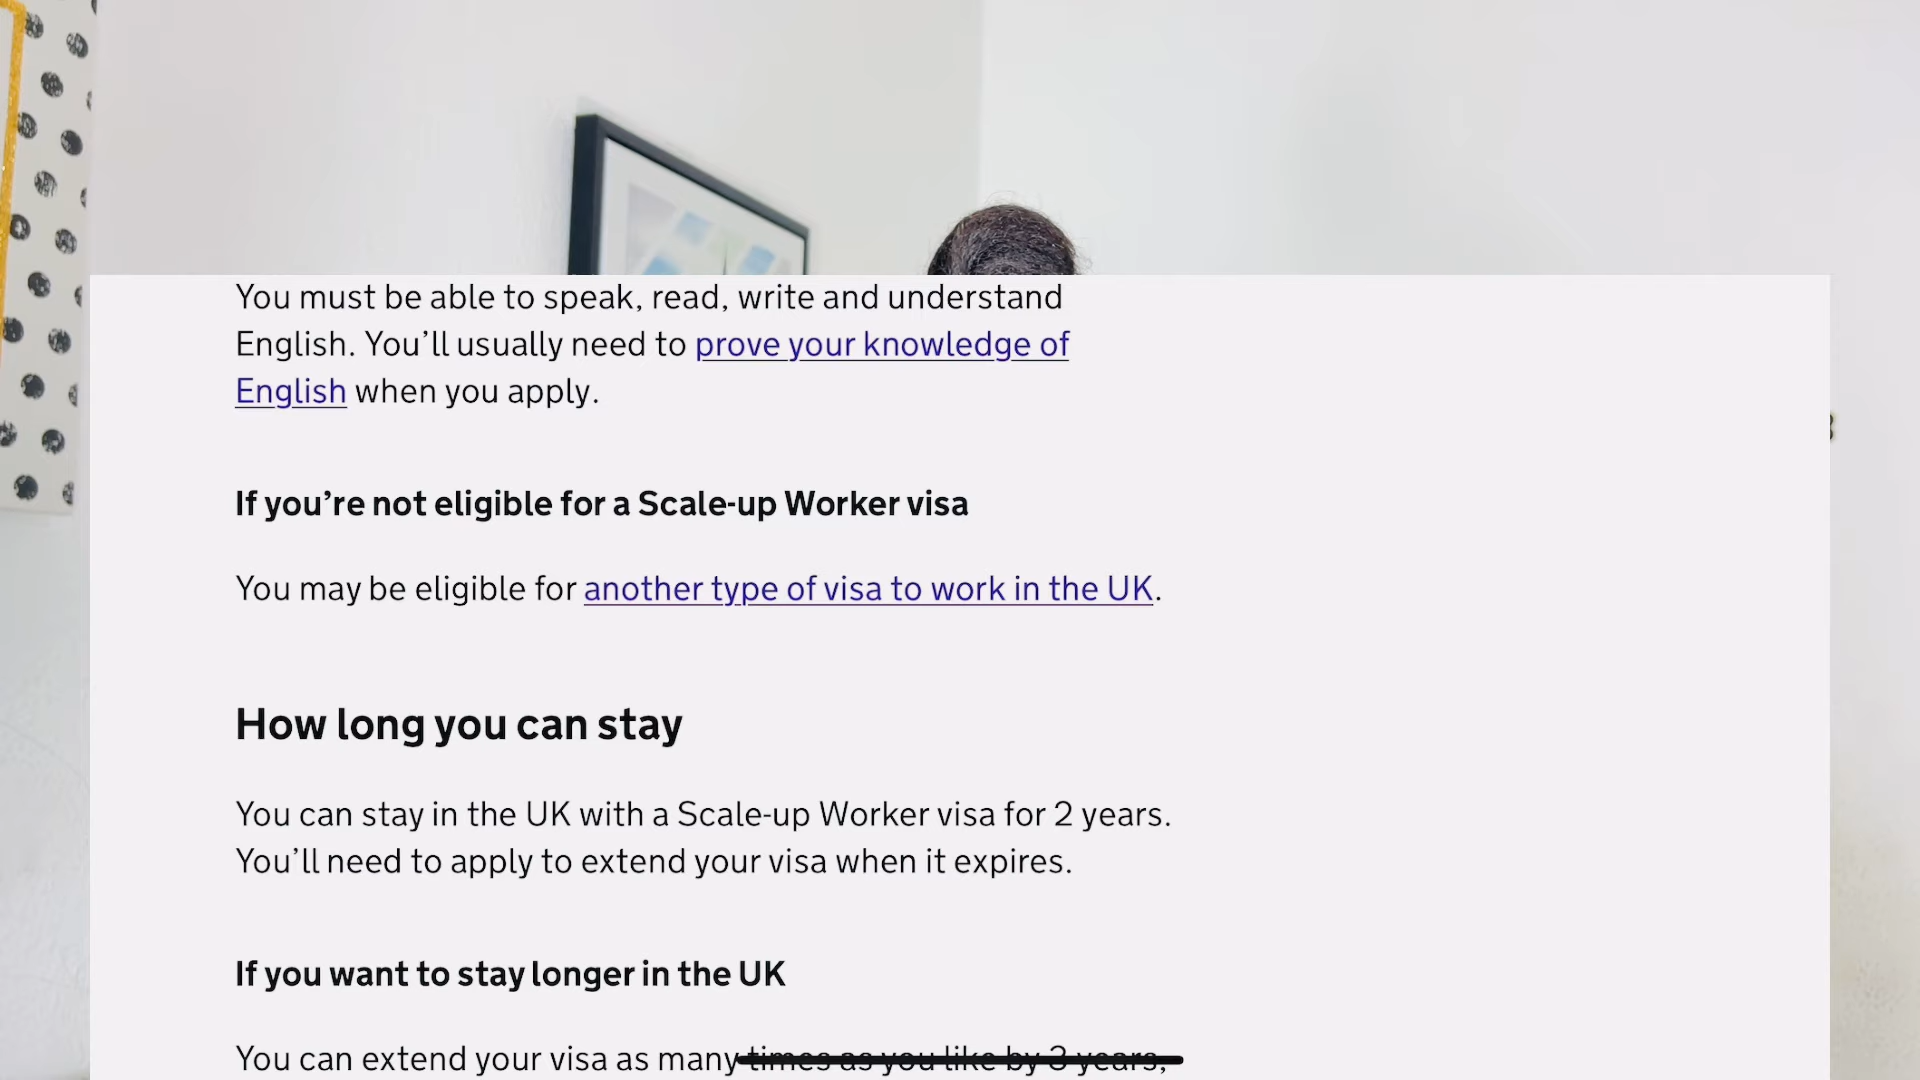 You must be able to speak, read, write and understand
English. You’ll usually need to prove your knowledge of
English when you apply.
If you’re not eligible for a Scale-up Worker visa
You may be eligible for another type of visa to work in the UK.
How long you can stay
You can stay in the UK with a Scale-up Worker visa for 2 years.
You’ll need to apply to extend your visa when it expires.
If you want to stay longer in the UK
You can extend your visa as many times as you like by 3 years,